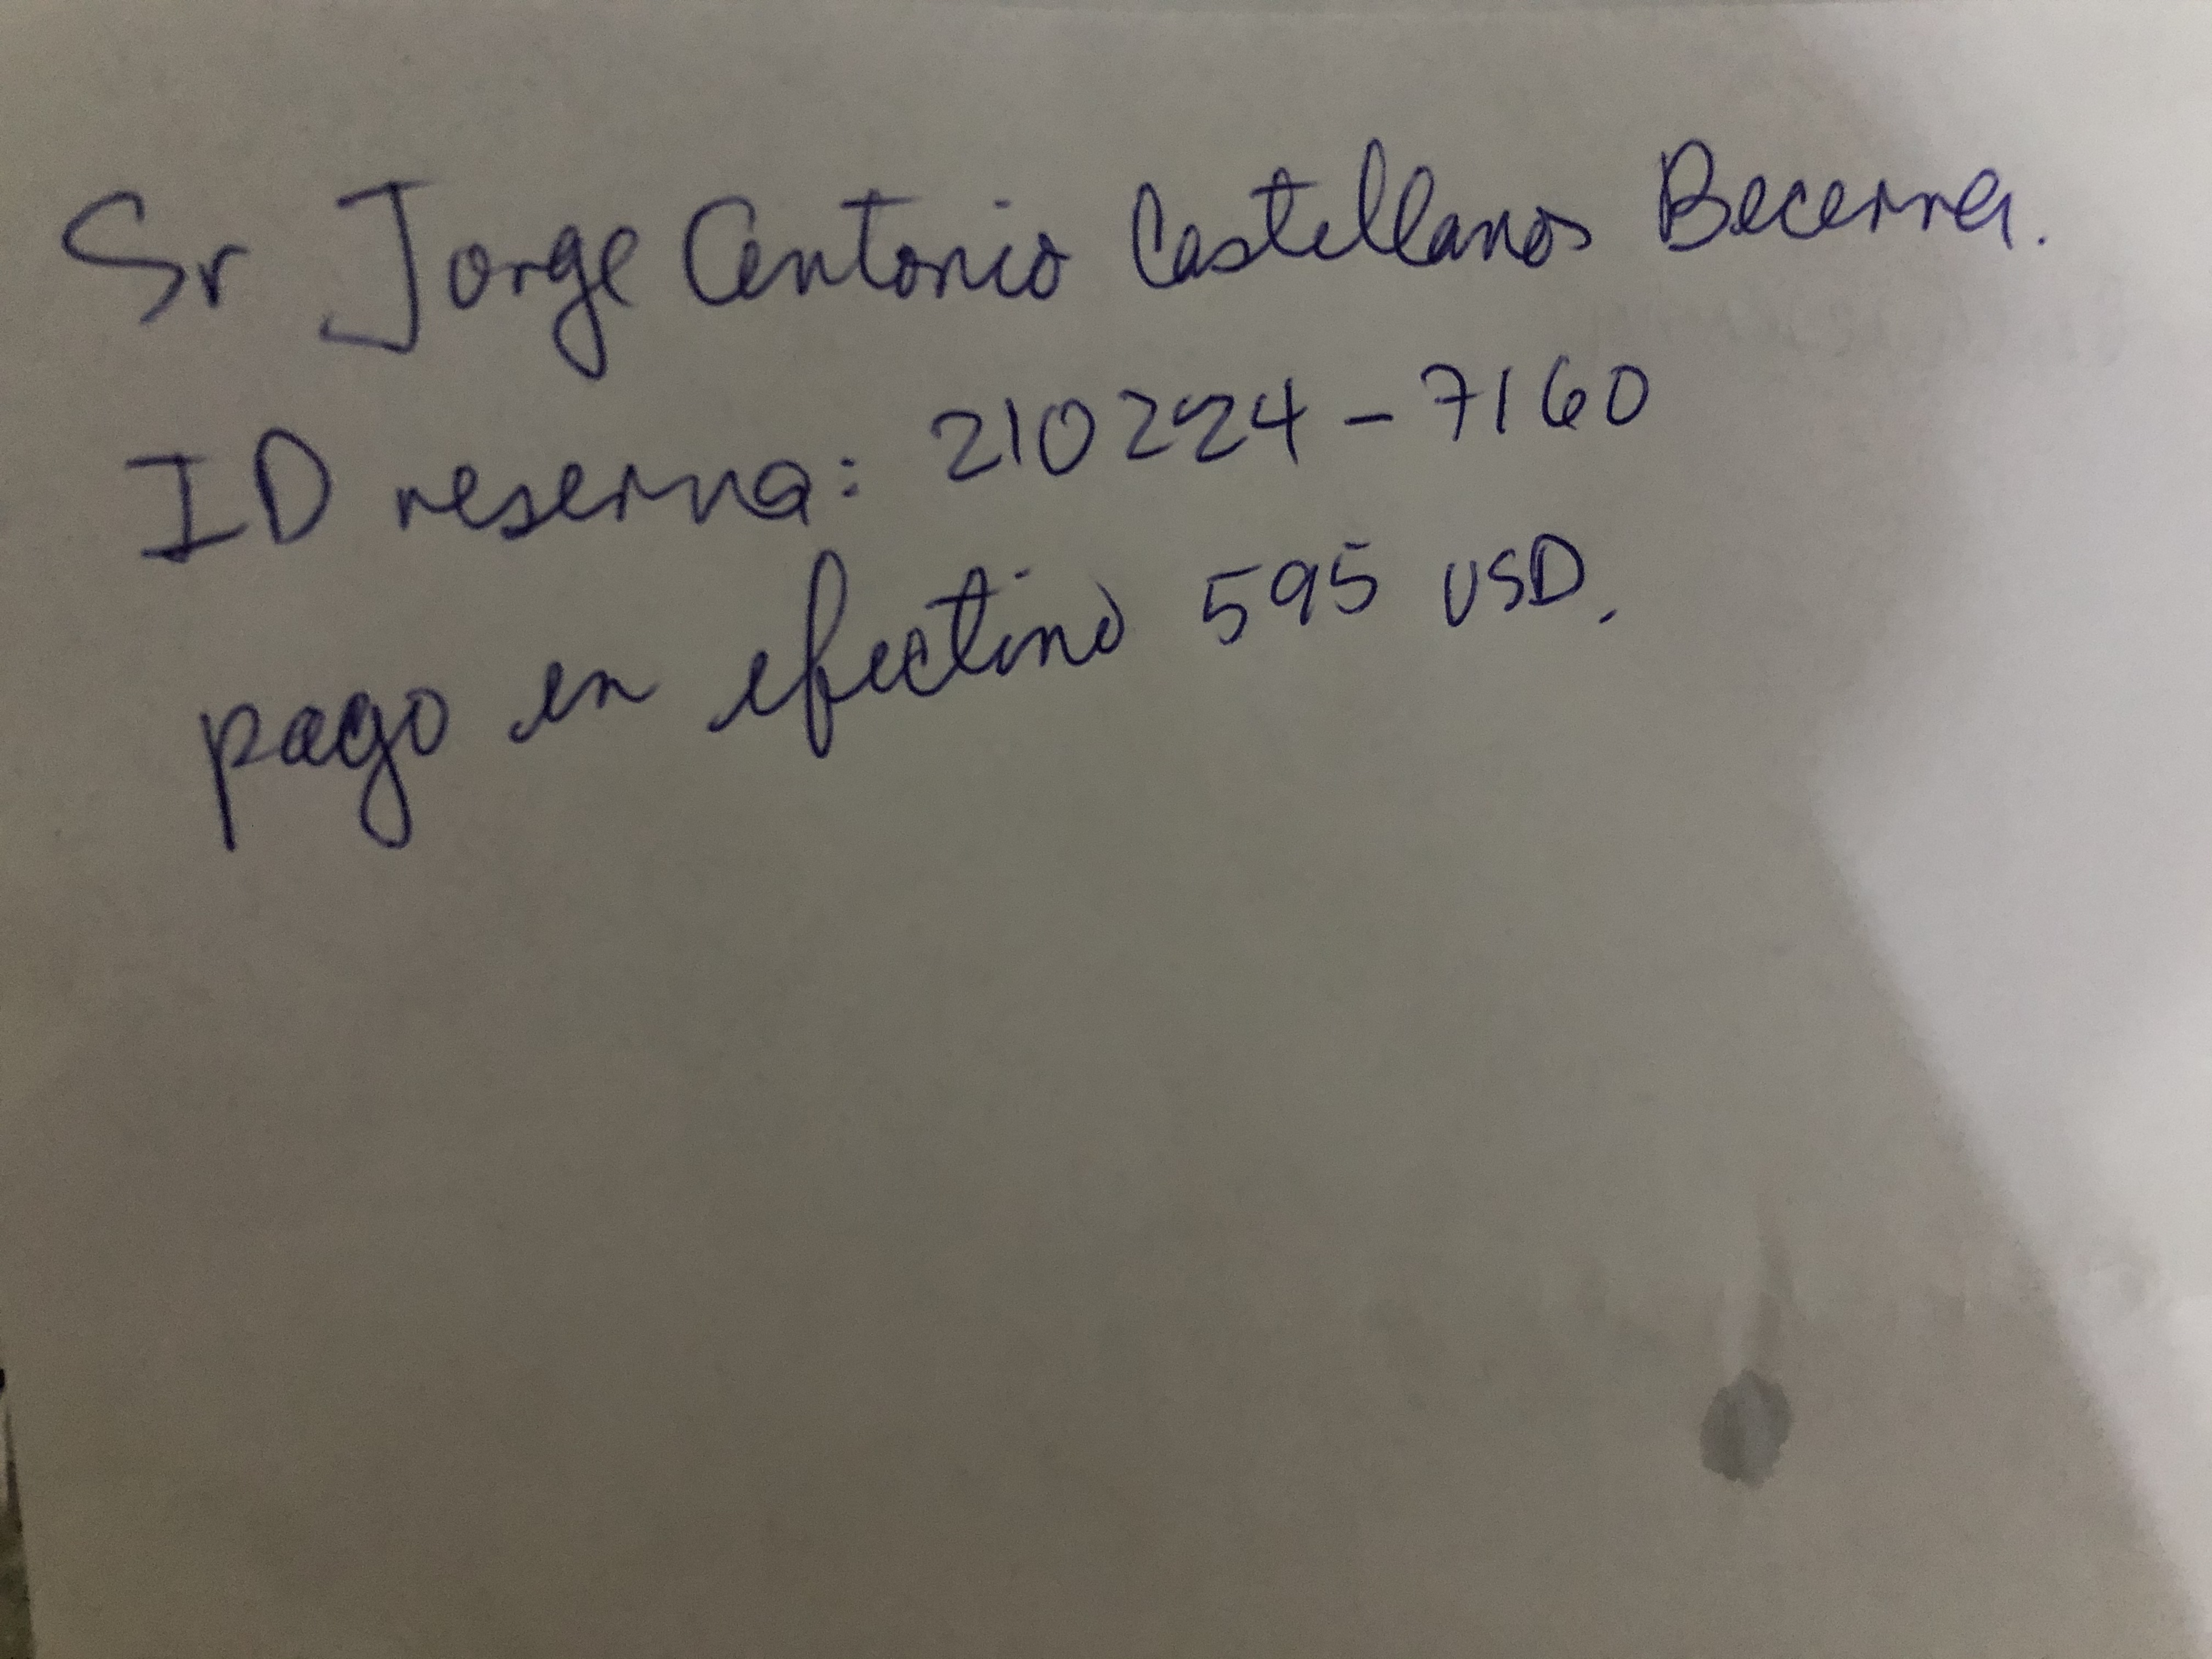 Sr Jorge Antonio Castellanos Becerra.
ID reserva: 210224-7160
pago en efectivo 595 USD.